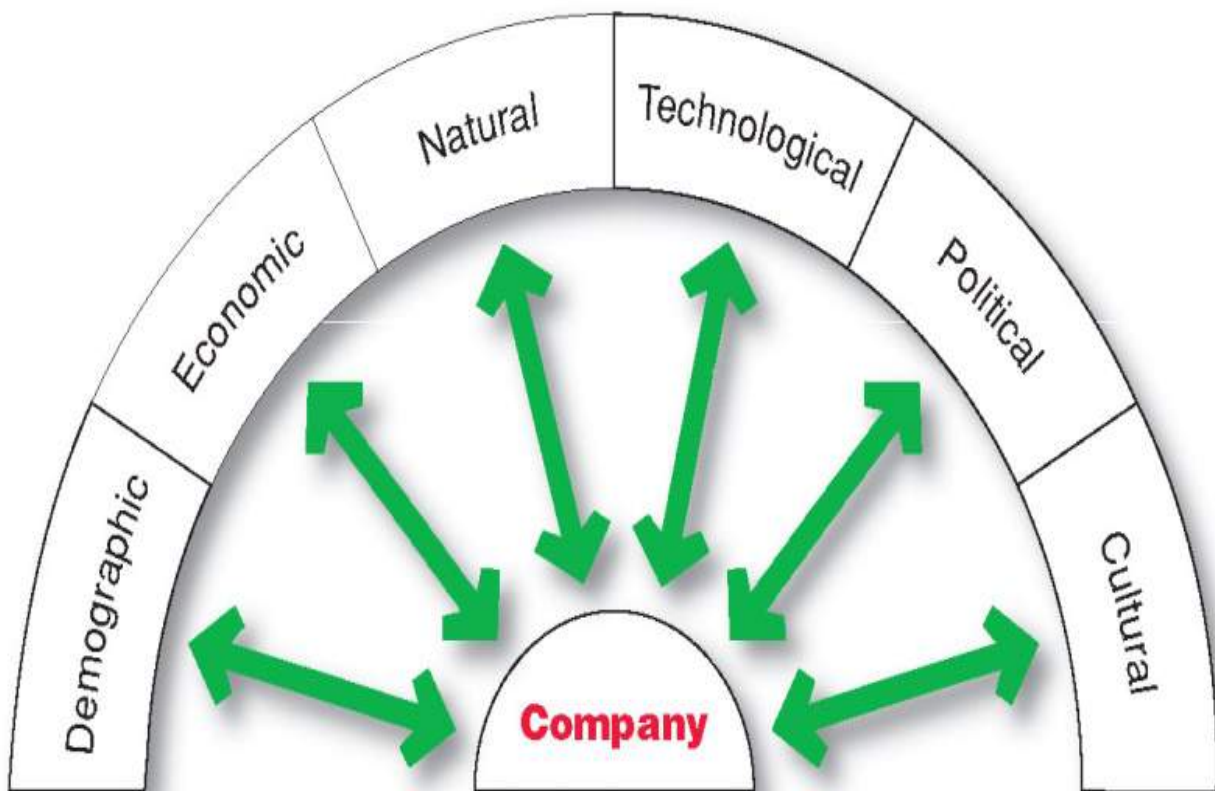 Demographic
Economic
Natural
Technological
Political
Cultural
Company